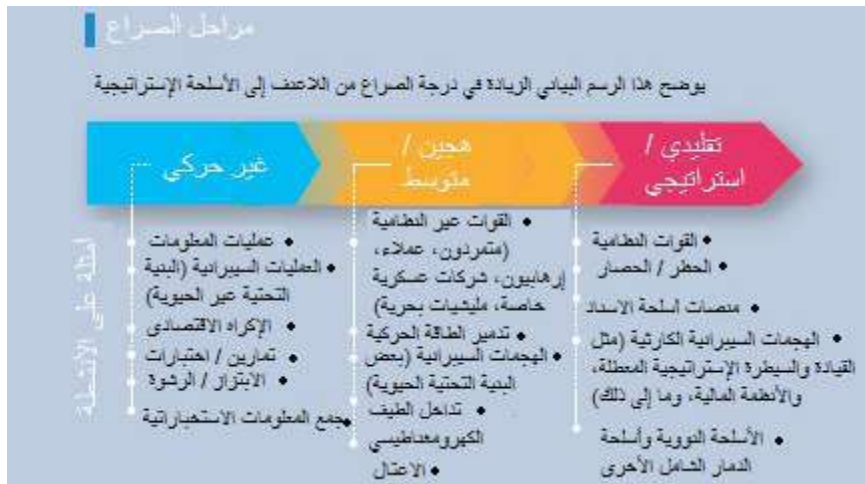 مراحل الصراع
يوضح هذا الرسم البياني الزيادة في درجة الصراع من اللاعنف إلى الأسلحة الإستراتيجية
غير حركي
هجين /
متوسط
تقليدي /
استراتيجي
أمثلة على الأنشطة
• عمليات المعلومات
• العمليات السيبرانية (البنية
التحتية غير الحيوية)
• الإكراه الاقتصادي
• تمارين / اختبارات
• الابتزاز / الرشوة
• جمع المعلومات الاستخباراتية
• القوات غير النظامية
(متمردون، عملاء،
إرهابيون، شركات عسكرية
خاصة، مليشيات بحرية)
• تدمير الطاقة الحركية
• الهجمات السيبرانية (بعض
البنية التحتية الحيوية)
• تداخل الطيف
الكهرومغناطيسي
• الاعتال
• القوات النظامية
• الحظر / الحصار
• منصات اسلحة الاسناد
• الهجمات السيبرانية الكارثية (مثل
القيادة والسيطرة الإستراتيجية المعطلة،
والأنظمة المالية، وما إلى ذلك)
• الأسلحة النووية وأسلحة
الدمار الشامل الأخرى